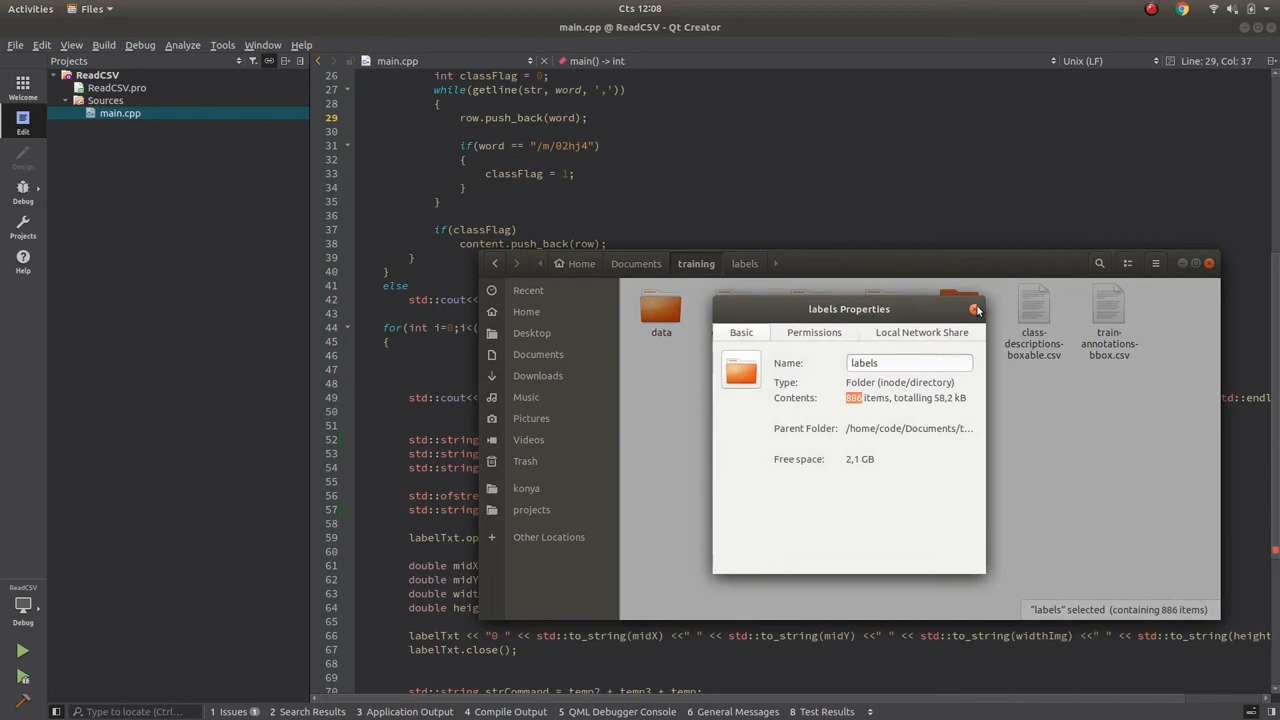 Activities
Files
Cts 12:08
main.cpp @ ReadCSV - Qt Creator
File Edit View Build Debug Analyze Tools Window Help
Projects
main.cpp
main() -> int
Unix (LF)
Line: 29, Col: 37
Welcome
Edit
Design
Debug
Projects
Help
ReadCSV
Debug
ReadCSV
ReadCSV.pro
Sources
main.cpp
26 int classFlag = 0;
27 while(getline(str, word, ','))
28 {
29 row.push_back(word);
30
31 if(word == "/m/02hj4")
32 {
33 classFlag = 1;
34 }
35 }
36
37 if(classFlag)
38 content.push_back(row);
39 }
40 }
41 else
42 std::cout<
43
44 for(int i=0;i<(
45 {
46
47
48
49 std::cout< td::endl
50
51
52 std::string
53 std::string
54 std::string
55
56 std::ofstre
57 std::string
58
59 labelTxt.op
60
61 double midX
62 double midY
63 double widt
64 double heig
65
66 labelTxt << "0 " << std::to_string(midX) <<" " << std::to_string(midY) <<" " << std::to_string(widthImg) <<" " << std::to_string(height
67 labelTxt.close();
68
69
70 std::string strCommand = temp2 + temp3 + temp;
Home
Documents
training
labels
Recent
Home
Desktop
Documents
Downloads
Music
Pictures
Videos
Trash
konya
projects
Other Locations
data
class-descriptions-boxable.csv
train-annotations-bbox.csv
"labels" selected (containing 886 items)
labels Properties
Basic
Permissions
Local Network Share
Name: labels
Type: Folder (inode/directory)
Contents: 886 items, totalling 58,2 kB
Parent Folder: /home/code/Documents/t…
Free space: 2,1 GB
Type to locate (Ctrl+...
1 Issues 1
2 Search Results
3 Application Output
4 Compile Output
5 QML Debugger Console
6 General Messages
8 Test Results